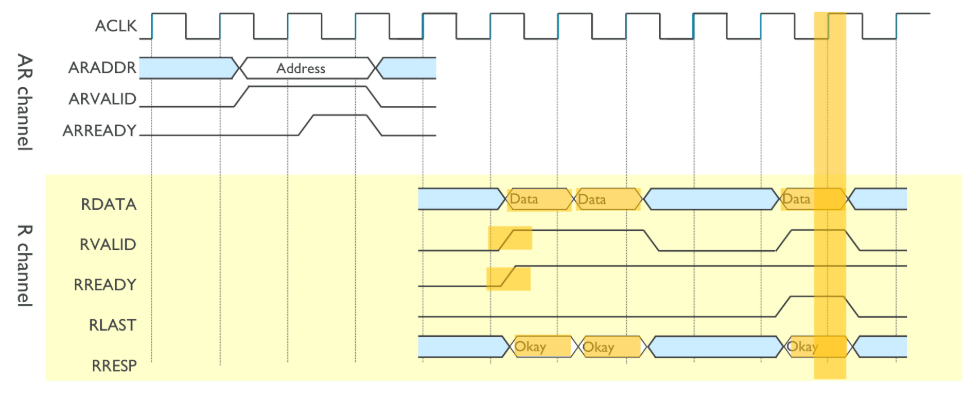 ACLK
AR channel
ARADDR
Address
ARVALID
ARREADY
R channel
RDATA
Data
Data
Data
RVALID
RREADY
RLAST
RRESP
Okay
Okay
Okay